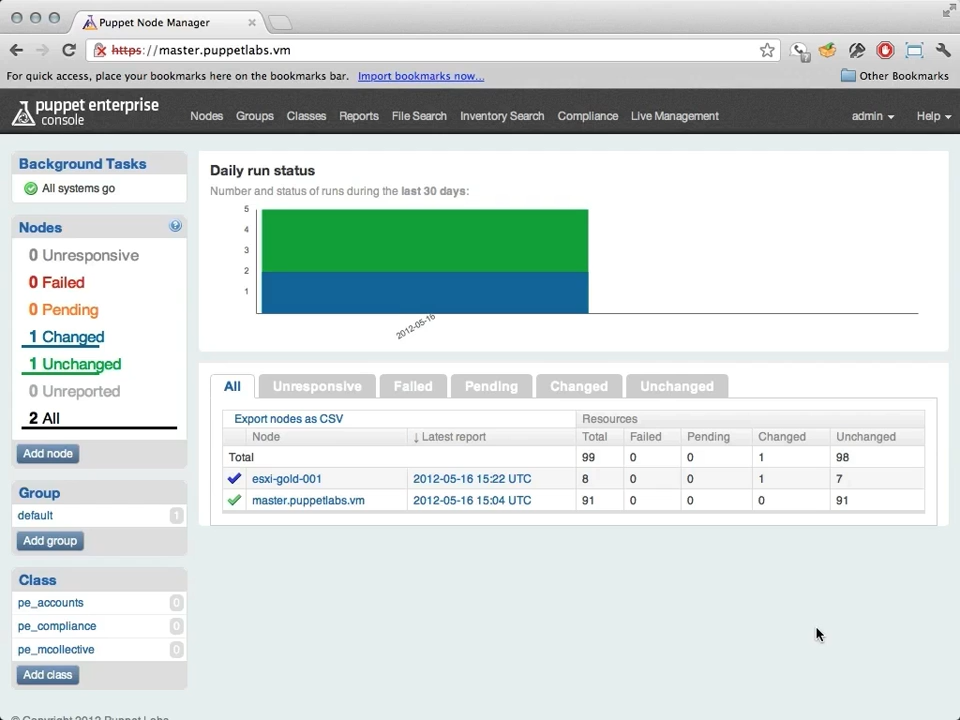 Puppet Node Manager
https://master.puppetlabs.vm
For quick access, place your bookmarks here on the bookmarks bar. Import bookmarks now...
Other Bookmarks
puppet enterprise
console
Nodes Groups Classes Reports File Search Inventory Search Compliance Live Management admin Help
Background Tasks
All systems go
Nodes
0 Unresponsive
0 Failed
0 Pending
1 Changed
1 Unchanged
0 Unreported
2 All
Add node
Group
default 1
Add group
Class
pe_accounts 0
pe_compliance 0
pe_mcollective 0
Add class
© Copyright 2012 Puppet Labs
Daily run status
Number and status of runs during the last 30 days:
5
4
3
2
1
2012-05-16
All Unresponsive Failed Pending Changed Unchanged
Export nodes as CSV Resources
Node ↓ Latest report Total Failed Pending Changed Unchanged
Total 99 0 0 1 98
esxi-gold-001 2012-05-16 15:22 UTC 8 0 0 1 7
master.puppetlabs.vm 2012-05-16 15:04 UTC 91 0 0 0 91